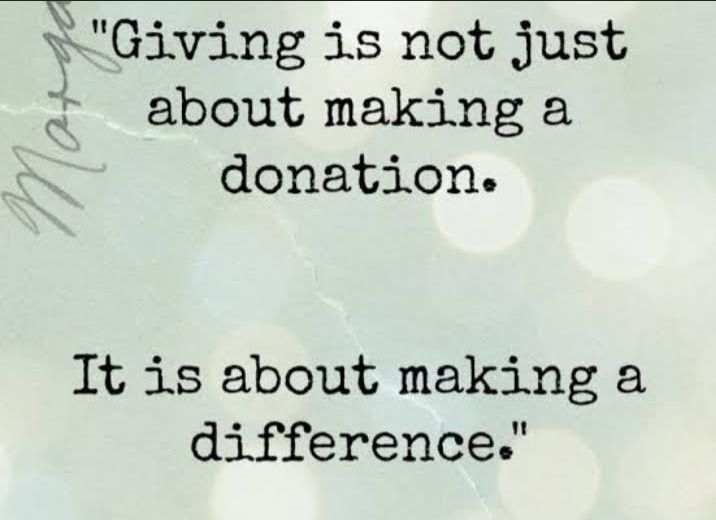 "Giving is not just
about making a
donation.
It is about making a
difference."